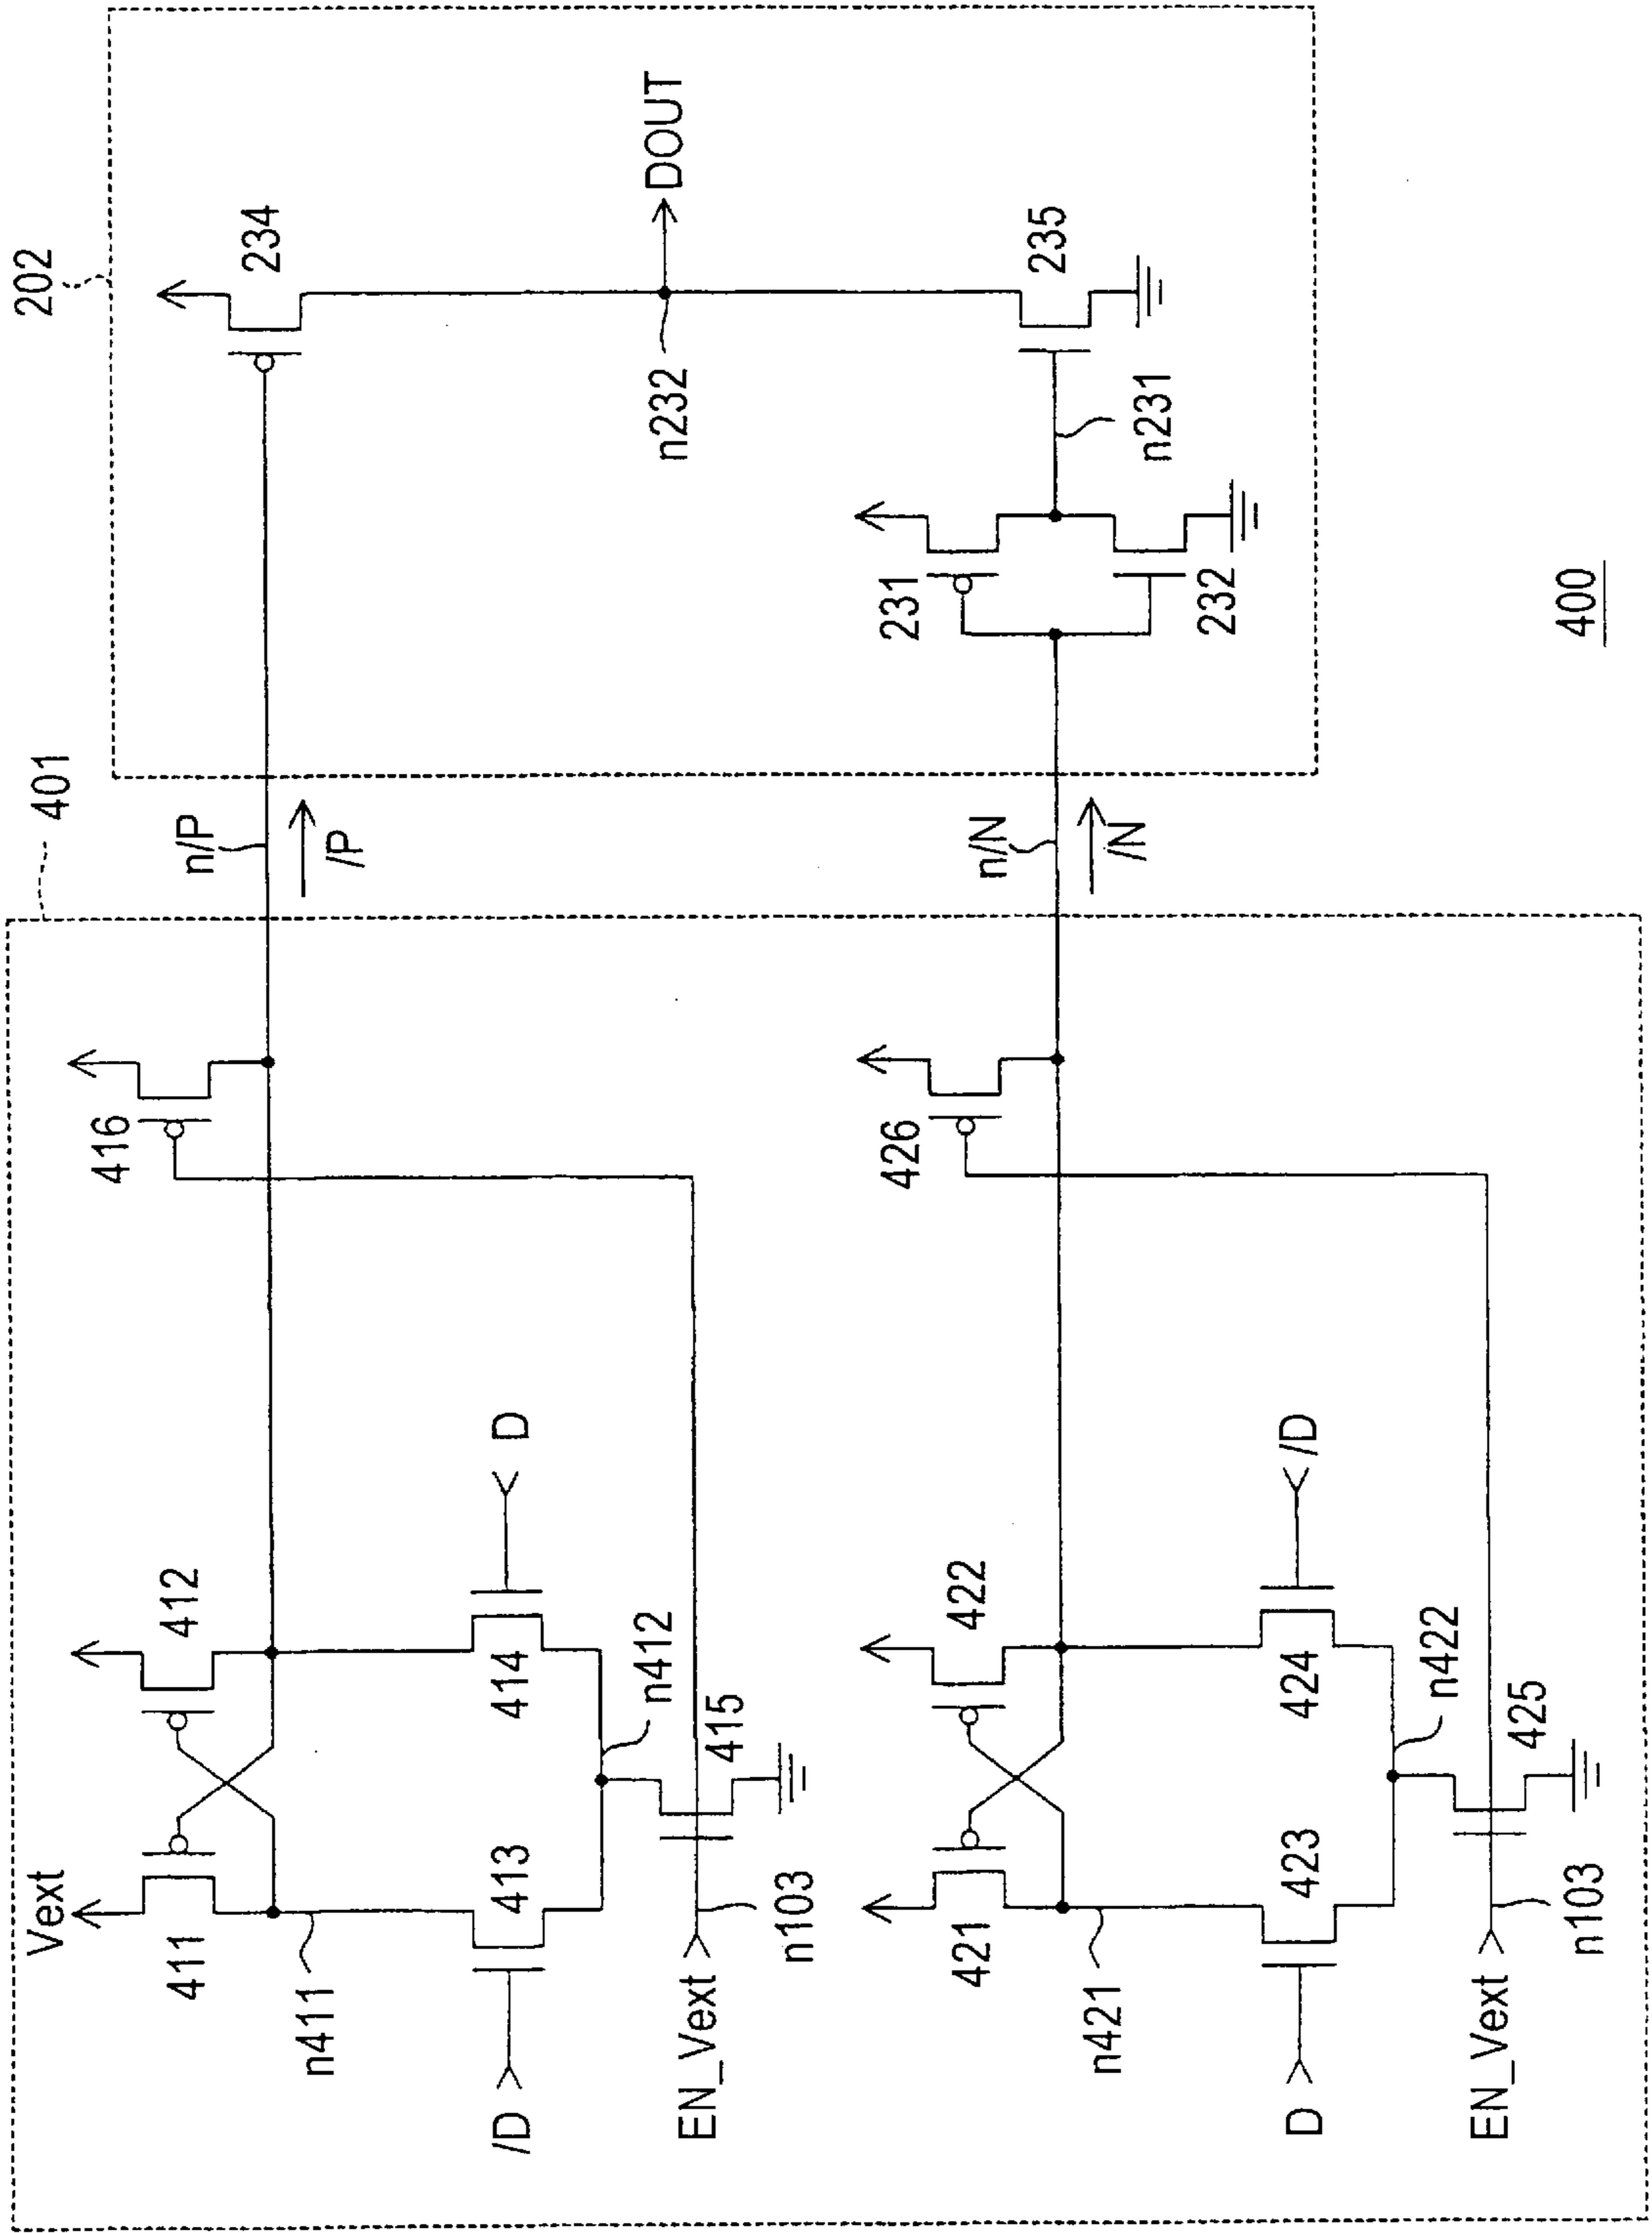 202
401
Vext
411
412
416
n/P
/P
234
n411
/D
413
414
D
n412
EN_Vext
n103
415
n232
DOUT
421
422
426
n/N
/N
231
232
n231
235
n421
D
423
424
/D
n422
EN_Vext
n103
425
400